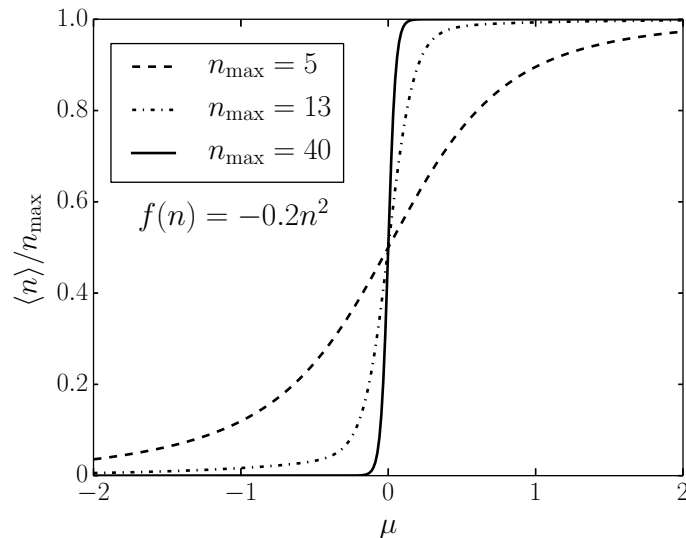 1.0
0.8
0.6
0.4
0.2
0
⟨n⟩/n_max
n_max = 5
n_max = 13
n_max = 40
f(n) = −0.2n²
−2 −1 0 1 2
μ